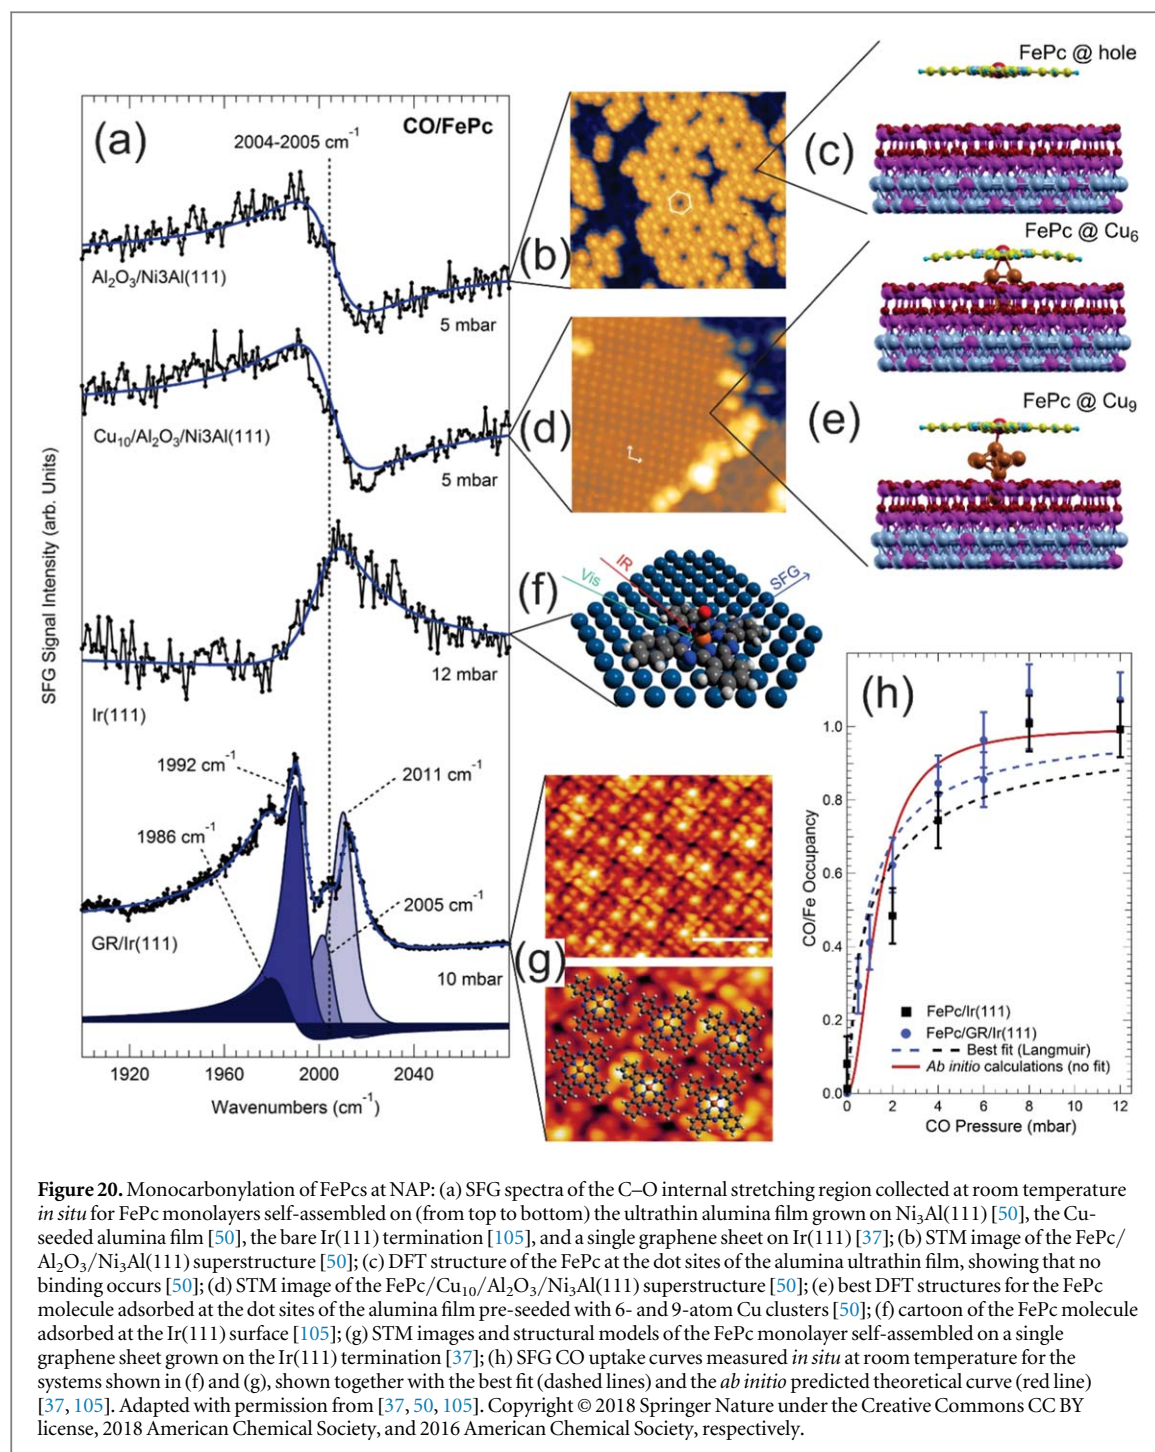 (a)
CO/FePc
2004-2005 cm⁻¹
Al₂O₃/Ni3Al(111)
5 mbar
Cu₁₀/Al₂O₃/Ni3Al(111)
5 mbar
Ir(111)
12 mbar
1992 cm⁻¹
2011 cm⁻¹
1986 cm⁻¹
2005 cm⁻¹
GR/Ir(111)
10 mbar
SFG Signal Intensity (arb. Units)
1920
1960
2000
2040
Wavenumbers (cm⁻¹)
(b)
FePc @ hole
(c)
FePc @ Cu₆
(d)
FePc @ Cu₉
(e)
(f)
Vis
IR
SFG
(g)
(h)
CO/Fe Occupancy
1.0
0.8
0.6
0.4
0.2
0.0
FePc/Ir(111)
FePc/GR/Ir(111)
Best fit (Langmuir)
Ab initio calculations (no fit)
0
2
4
6
8
10
12
CO Pressure (mbar)
Figure 20. Monocarbonylation of FePcs at NAP: (a) SFG spectra of the C–O internal stretching region collected at room temperature
in situ for FePc monolayers self-assembled on (from top to bottom) the ultrathin alumina film grown on Ni₃Al(111) [50], the Cu-
seeded alumina film [50], the bare Ir(111) termination [105], and a single graphene sheet on Ir(111) [37]; (b) STM image of the FePc/
Al₂O₃/Ni₃Al(111) superstructure [50]; (c) DFT structure of the FePc at the dot sites of the alumina ultrathin film, showing that no
binding occurs [50]; (d) STM image of the FePc/Cu₁₀/Al₂O₃/Ni₃Al(111) superstructure [50]; (e) best DFT structures for the FePc
molecule adsorbed at the dot sites of the alumina film pre-seeded with 6- and 9-atom Cu clusters [50]; (f) cartoon of the FePc molecule
adsorbed at the Ir(111) surface [105]; (g) STM images and structural models of the FePc monolayer self-assembled on a single
graphene sheet grown on the Ir(111) termination [37]; (h) SFG CO uptake curves measured in situ at room temperature for the
systems shown in (f) and (g), shown together with the best fit (dashed lines) and the ab initio predicted theoretical curve (red line)
[37, 105]. Adapted with permission from [37, 50, 105]. Copyright © 2018 Springer Nature under the Creative Commons CC BY
license, 2018 American Chemical Society, and 2016 American Chemical Society, respectively.